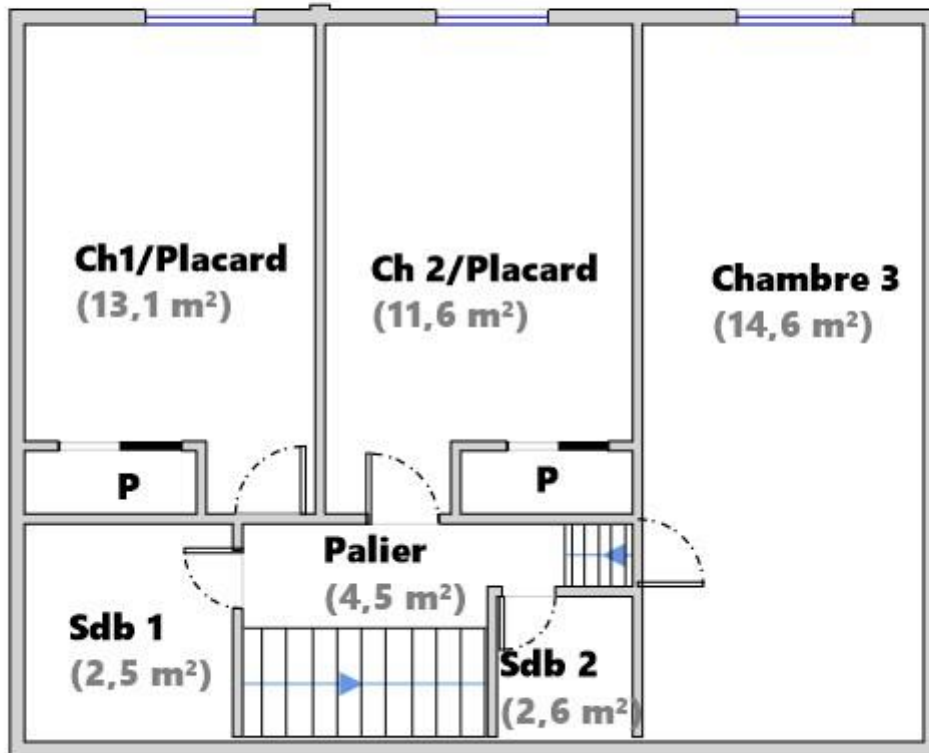 Ch1/Placard
(13,1 m²)
Ch 2/Placard
(11,6 m²)
Chambre 3
(14,6 m²)
P
P
Palier
(4,5 m²)
Sdb 1
(2,5 m²)
Sdb 2
(2,6 m²)